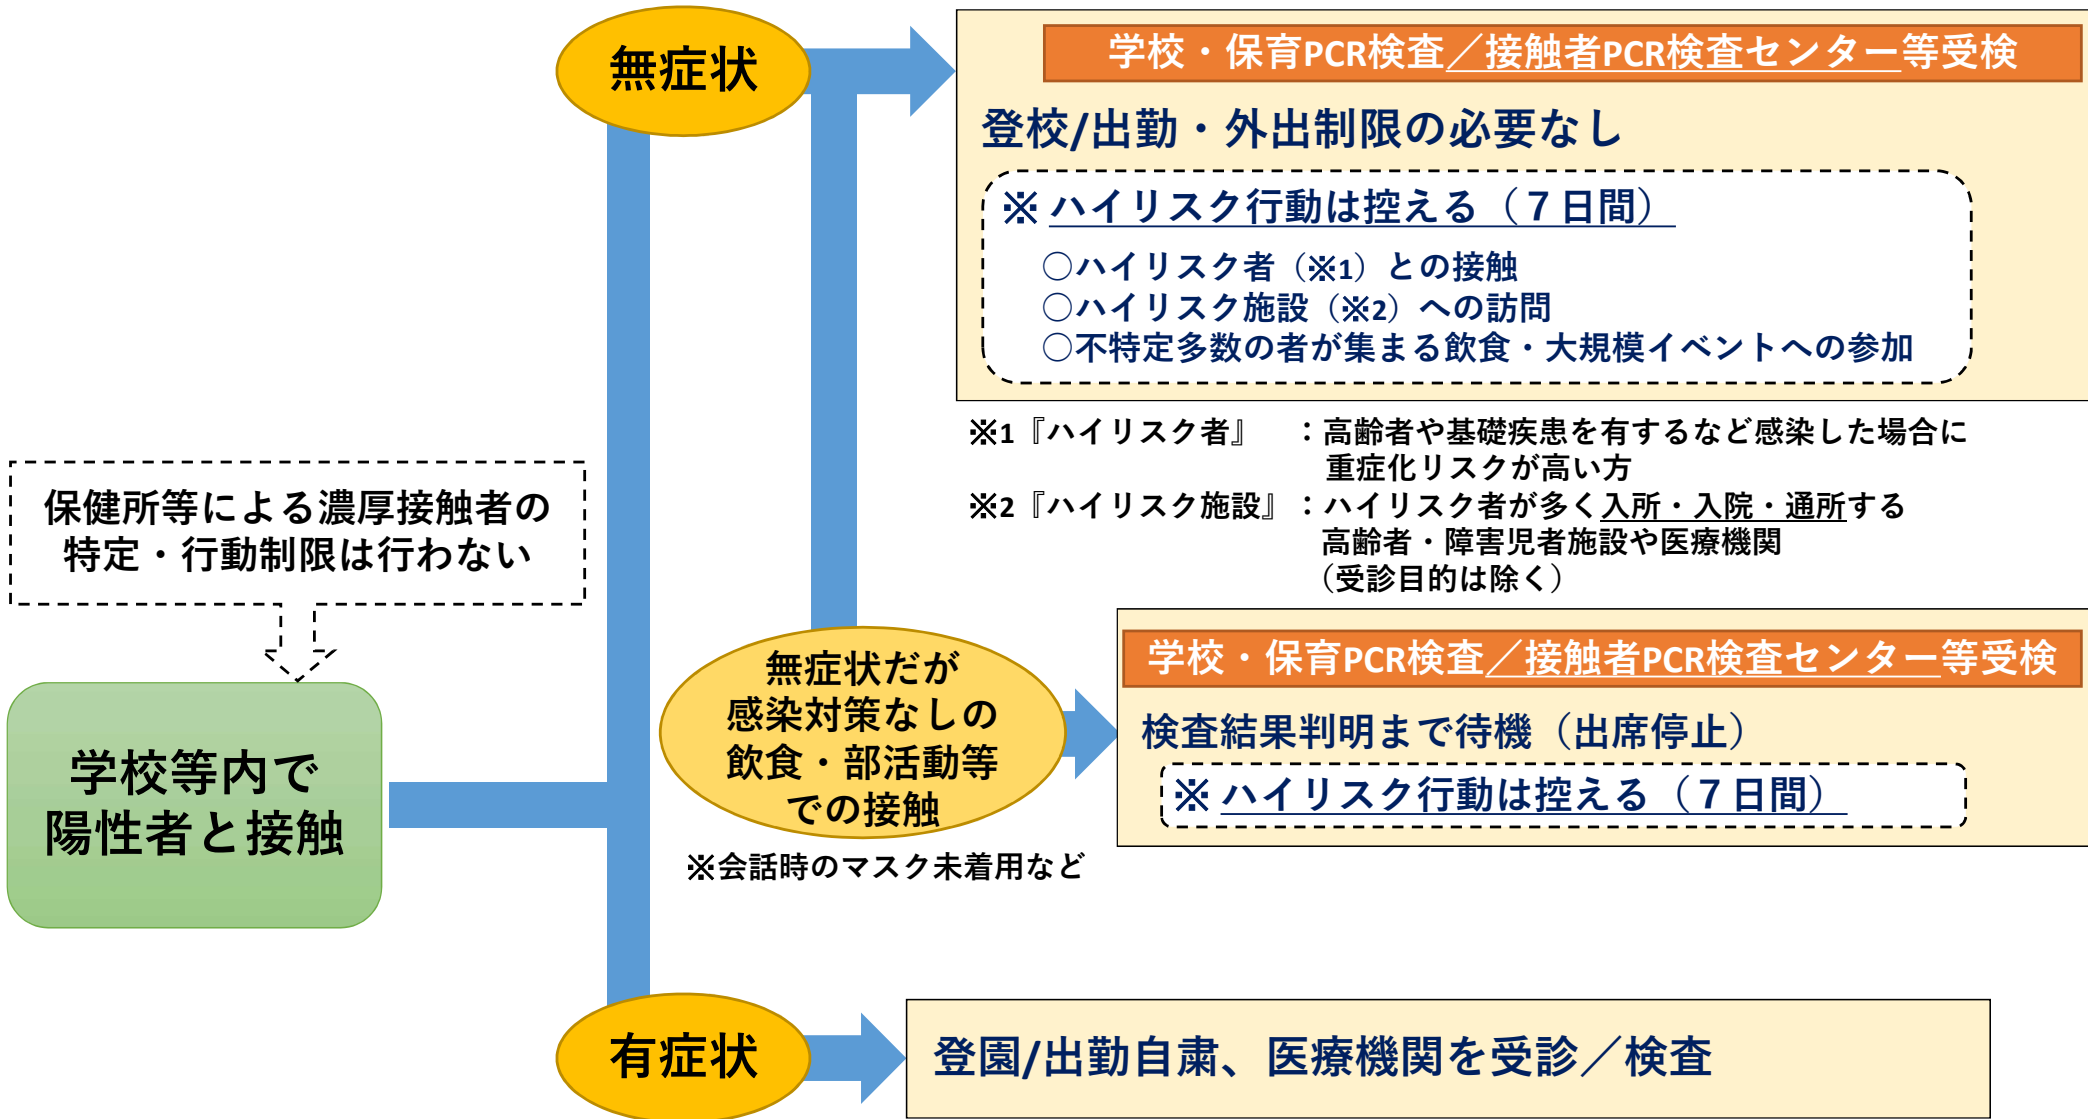 無症状
学校・保育PCR検査／接触者PCR検査センター等受検
登校/出勤・外出制限の必要なし
※ ハイリスク行動は控える（７日間）
○ハイリスク者（※1）との接触
○ハイリスク施設（※2）への訪問
○不特定多数の者が集まる飲食・大規模イベントへの参加
※1『ハイリスク者』　：高齢者や基礎疾患を有するなど感染した場合に
重症化リスクが高い方
※2『ハイリスク施設』：ハイリスク者が多く入所・入院・通所する
高齢者・障害児者施設や医療機関
（受診目的は除く）
保健所等による濃厚接触者の
特定・行動制限は行わない
学校等内で
陽性者と接触
無症状だが
感染対策なしの
飲食・部活動等
での接触
※会話時のマスク未着用など
学校・保育PCR検査／接触者PCR検査センター等受検
検査結果判明まで待機（出席停止）
※ ハイリスク行動は控える（７日間）
有症状
登園/出勤自粛、医療機関を受診／検査